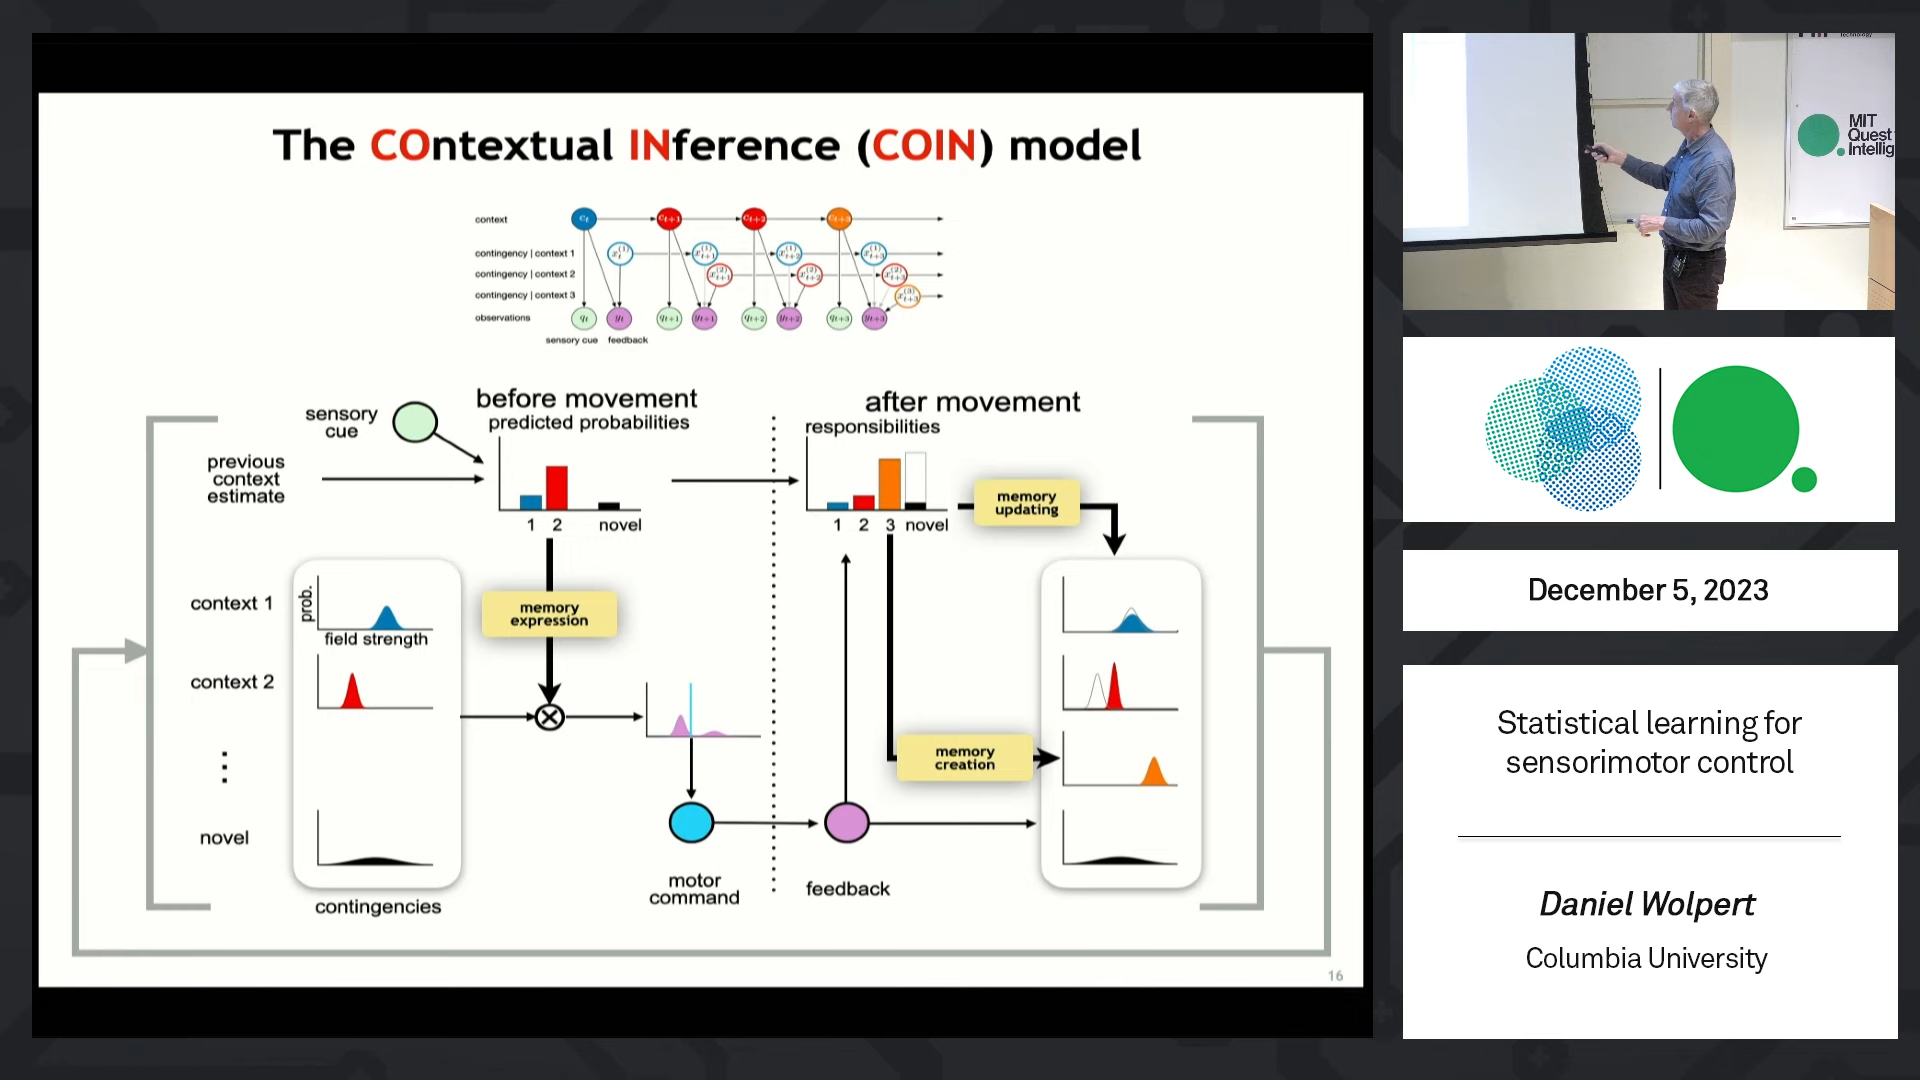 The COntextual INference (COIN) model
context
contingency | context 1
contingency | context 2
contingency | context 3
observations
sensory cue
feedback
sensory
cue
previous
context
estimate
before movement
predicted probabilities
1 2 novel
after movement
responsibilities
1 2 3 novel
memory
updating
context 1
prob.
field strength
memory
expression
context 2
memory
creation
novel
contingencies
motor
command
feedback
16
MIT
Quest
Intellig
December 5, 2023
Statistical learning for
sensorimotor control
Daniel Wolpert
Columbia University